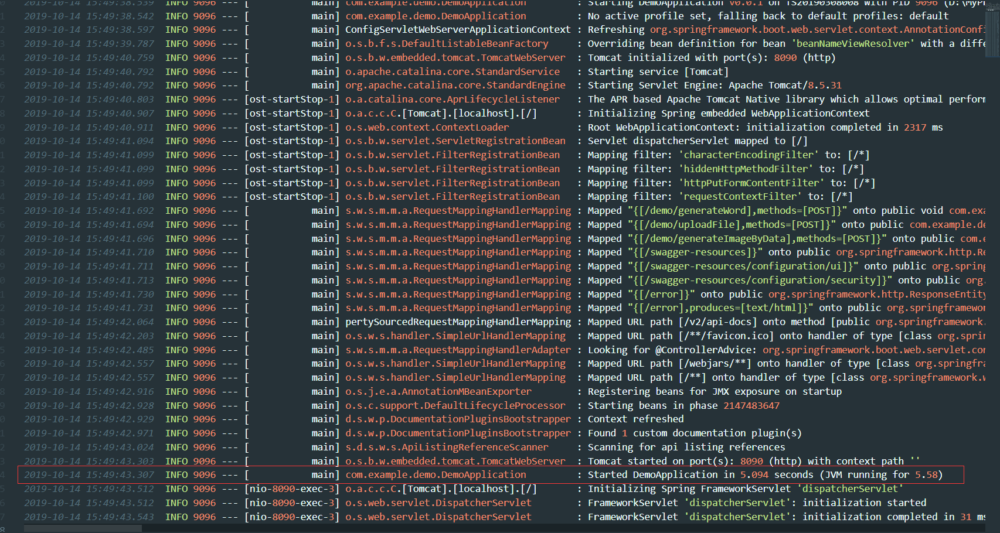 2019-10-14 15:49:38.539  INFO 9096 --- [           main] com.example.demo.DemoApplication         : Starting DemoApplication v0.0.1 on TS20190308008 with PID 9096 (D:\MyP
2019-10-14 15:49:38.542  INFO 9096 --- [           main] com.example.demo.DemoApplication         : No active profile set, falling back to default profiles: default
2019-10-14 15:49:38.597  INFO 9096 --- [           main] ConfigServletWebServerApplicationContext : Refreshing org.springframework.boot.web.servlet.context.AnnotationConfi
2019-10-14 15:49:39.787  INFO 9096 --- [           main] o.s.b.f.s.DefaultListableBeanFactory     : Overriding bean definition for bean 'beanNameViewResolver' with a diffe
2019-10-14 15:49:40.759  INFO 9096 --- [           main] o.s.b.w.embedded.tomcat.TomcatWebServer  : Tomcat initialized with port(s): 8090 (http)
2019-10-14 15:49:40.792  INFO 9096 --- [           main] o.apache.catalina.core.StandardService   : Starting service [Tomcat]
2019-10-14 15:49:40.792  INFO 9096 --- [           main] org.apache.catalina.core.StandardEngine  : Starting Servlet Engine: Apache Tomcat/8.5.31
2019-10-14 15:49:40.803  INFO 9096 --- [ost-startStop-1] o.a.catalina.core.AprLifecycleListener   : The APR based Apache Tomcat Native library which allows optimal perform
2019-10-14 15:49:40.907  INFO 9096 --- [ost-startStop-1] o.a.c.c.C.[Tomcat].[localhost].[/]       : Initializing Spring embedded WebApplicationContext
2019-10-14 15:49:40.911  INFO 9096 --- [ost-startStop-1] o.s.web.context.ContextLoader            : Root WebApplicationContext: initialization completed in 2317 ms
2019-10-14 15:49:41.094  INFO 9096 --- [ost-startStop-1] o.s.b.w.servlet.ServletRegistrationBean  : Servlet dispatcherServlet mapped to [/]
2019-10-14 15:49:41.099  INFO 9096 --- [ost-startStop-1] o.s.b.w.servlet.FilterRegistrationBean   : Mapping filter: 'characterEncodingFilter' to: [/*]
2019-10-14 15:49:41.099  INFO 9096 --- [ost-startStop-1] o.s.b.w.servlet.FilterRegistrationBean   : Mapping filter: 'hiddenHttpMethodFilter' to: [/*]
2019-10-14 15:49:41.099  INFO 9096 --- [ost-startStop-1] o.s.b.w.servlet.FilterRegistrationBean   : Mapping filter: 'httpPutFormContentFilter' to: [/*]
2019-10-14 15:49:41.100  INFO 9096 --- [ost-startStop-1] o.s.b.w.servlet.FilterRegistrationBean   : Mapping filter: 'requestContextFilter' to: [/*]
2019-10-14 15:49:41.692  INFO 9096 --- [           main] s.w.s.m.m.a.RequestMappingHandlerMapping : Mapped "{[/demo/generateWord],methods=[POST]}" onto public void com.exa
2019-10-14 15:49:41.694  INFO 9096 --- [           main] s.w.s.m.m.a.RequestMappingHandlerMapping : Mapped "{[/demo/uploadFile],methods=[POST]}" onto public com.example.de
2019-10-14 15:49:41.696  INFO 9096 --- [           main] s.w.s.m.m.a.RequestMappingHandlerMapping : Mapped "{[/demo/generateImageByData],methods=[POST]}" onto public com.e
2019-10-14 15:49:41.710  INFO 9096 --- [           main] s.w.s.m.m.a.RequestMappingHandlerMapping : Mapped "{[/swagger-resources]}" onto public org.springframework.http.Re
2019-10-14 15:49:41.711  INFO 9096 --- [           main] s.w.s.m.m.a.RequestMappingHandlerMapping : Mapped "{[/swagger-resources/configuration/ui]}" onto public org.spring
2019-10-14 15:49:41.713  INFO 9096 --- [           main] s.w.s.m.m.a.RequestMappingHandlerMapping : Mapped "{[/swagger-resources/configuration/security]}" onto public org.
2019-10-14 15:49:41.730  INFO 9096 --- [           main] s.w.s.m.m.a.RequestMappingHandlerMapping : Mapped "{[/error]}" onto public org.springframework.http.ResponseEntity
2019-10-14 15:49:41.731  INFO 9096 --- [           main] s.w.s.m.m.a.RequestMappingHandlerMapping : Mapped "{[/error],produces=[text/html]}" onto public org.springframewor
2019-10-14 15:49:42.064  INFO 9096 --- [           main] pertySourcedRequestMappingHandlerMapping : Mapped URL path [/v2/api-docs] onto method [public org.springframework.
2019-10-14 15:49:42.203  INFO 9096 --- [           main] o.s.w.s.handler.SimpleUrlHandlerMapping  : Mapped URL path [/**/favicon.ico] onto handler of type [class org.sprin
2019-10-14 15:49:42.485  INFO 9096 --- [           main] s.w.s.m.m.a.RequestMappingHandlerAdapter : Looking for @ControllerAdvice: org.springframework.boot.web.servlet.con
2019-10-14 15:49:42.557  INFO 9096 --- [           main] o.s.w.s.handler.SimpleUrlHandlerMapping  : Mapped URL path [/webjars/**] onto handler of type [class org.springfra
2019-10-14 15:49:42.557  INFO 9096 --- [           main] o.s.w.s.handler.SimpleUrlHandlerMapping  : Mapped URL path [/**] onto handler of type [class org.springframework.w
2019-10-14 15:49:42.916  INFO 9096 --- [           main] o.s.j.e.a.AnnotationMBeanExporter        : Registering beans for JMX exposure on startup
2019-10-14 15:49:42.928  INFO 9096 --- [           main] o.s.c.support.DefaultLifecycleProcessor  : Starting beans in phase 2147483647
2019-10-14 15:49:42.929  INFO 9096 --- [           main] d.s.w.p.DocumentationPluginsBootstrapper : Context refreshed
2019-10-14 15:49:42.971  INFO 9096 --- [           main] d.s.w.p.DocumentationPluginsBootstrapper : Found 1 custom documentation plugin(s)
2019-10-14 15:49:43.024  INFO 9096 --- [           main] s.d.s.w.s.ApiListingReferenceScanner     : Scanning for api listing references
2019-10-14 15:49:43.303  INFO 9096 --- [           main] o.s.b.w.embedded.tomcat.TomcatWebServer  : Tomcat started on port(s): 8090 (http) with context path ''
2019-10-14 15:49:43.307  INFO 9096 --- [           main] com.example.demo.DemoApplication         : Started DemoApplication in 5.094 seconds (JVM running for 5.58)
2019-10-14 15:49:43.512  INFO 9096 --- [nio-8090-exec-3] o.a.c.c.C.[Tomcat].[localhost].[/]       : Initializing Spring FrameworkServlet 'dispatcherServlet'
2019-10-14 15:49:43.512  INFO 9096 --- [nio-8090-exec-3] o.s.web.servlet.DispatcherServlet        : FrameworkServlet 'dispatcherServlet': initialization started
2019-10-14 15:49:43.543  INFO 9096 --- [nio-8090-exec-3] o.s.web.servlet.DispatcherServlet        : FrameworkServlet 'dispatcherServlet': initialization completed in 31 ms